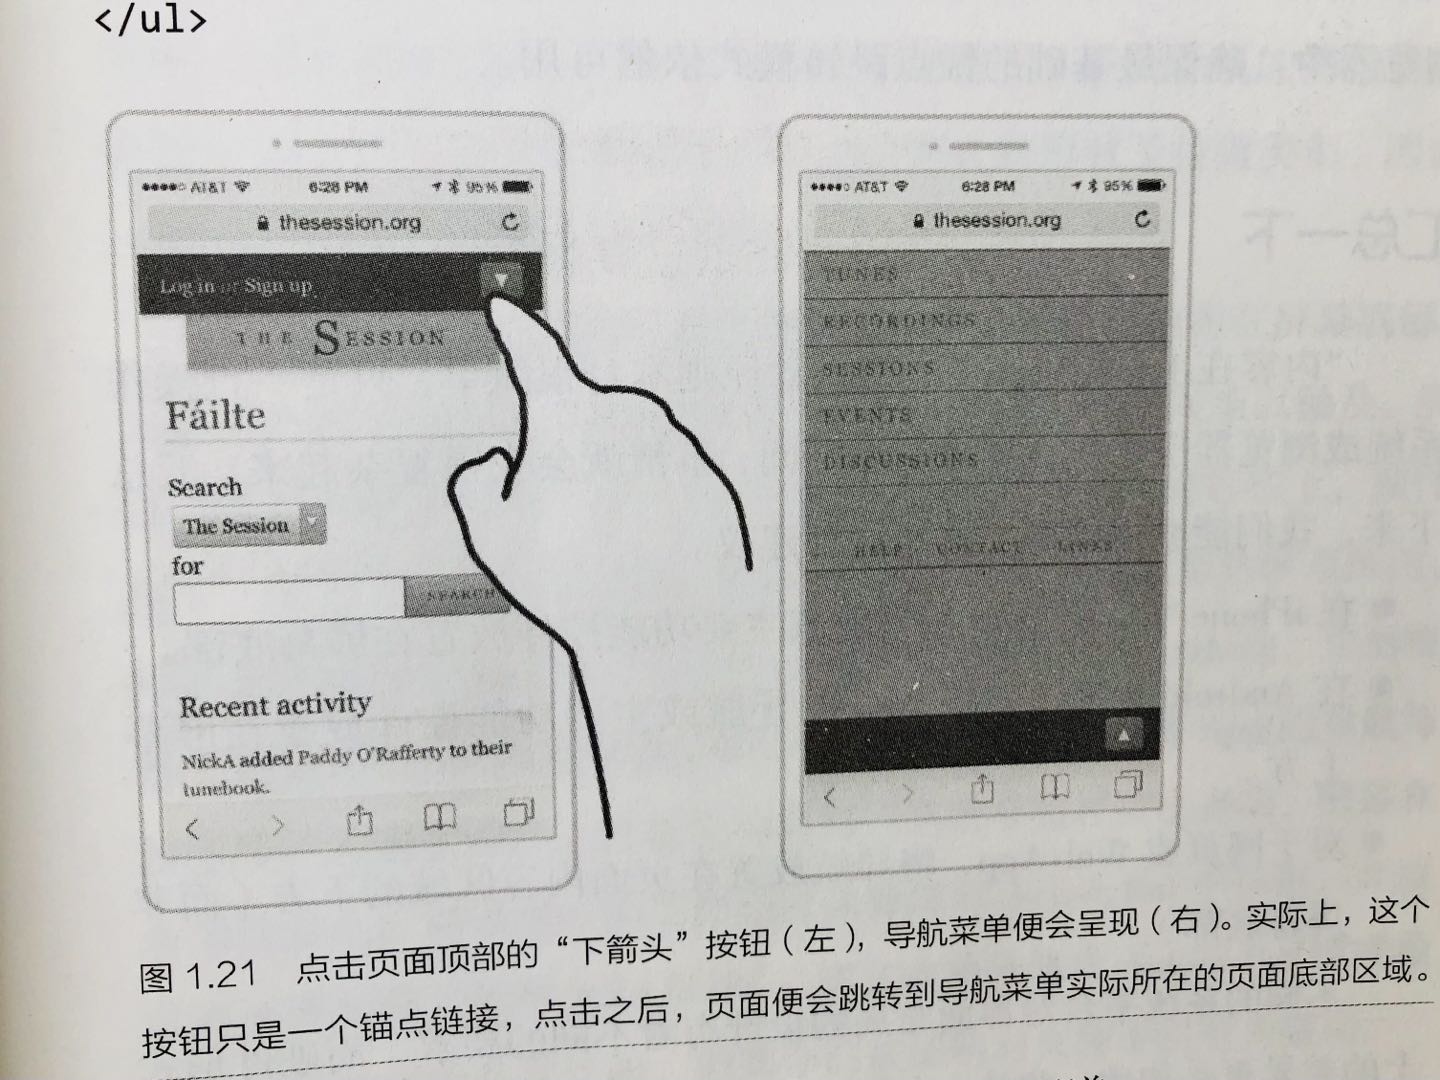 </ul>
AT&T 6:28 PM 95%
thesession.org
Log in or Sign up
THE SESSION
Fáilte
Search
The Session
for
SEARCH
Recent activity
NickA added Paddy O'Rafferty to their
tunebook.
AT&T 6:28 PM 95%
thesession.org
TUNES
RECORDINGS
SESSIONS
EVENTS
DISCUSSIONS
HELP CONTACT LINKS
图 1.21 点击页面顶部的“下箭头”按钮(左),导航菜单便会呈现(右)。实际上,这个
按钮只是一个锚点链接,点击之后,页面便会跳转到导航菜单实际所在的页面底部区域。